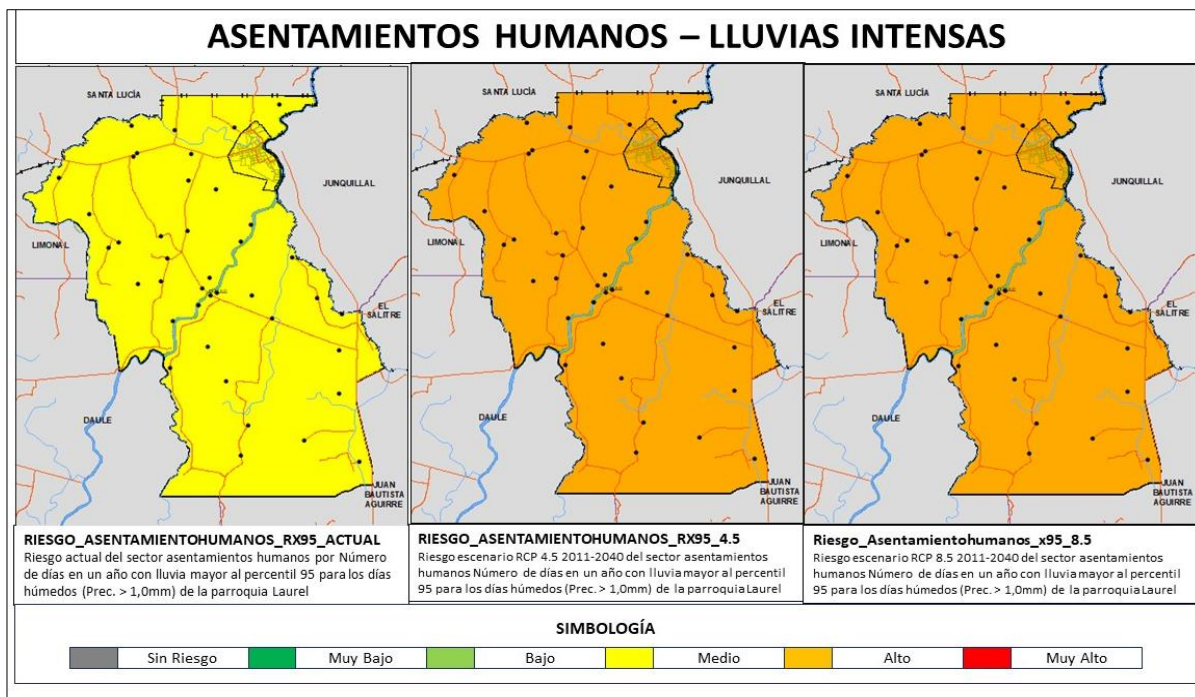 ASENTAMIENTOS HUMANOS – LLUVIAS INTENSAS
SANTA LUCÍA
JUNQUILLAL
LIMONAL
EL
SALITRE
DAULE
JUAN
BAUTISTA
AGUIRRE
RIESGO_ASENTAMIENTOHUMANOS_RX95_ACTUAL
Riesgo actual del sector asentamientos humanos por Número
de días en un año con lluvia mayor al percentil 95 para los días
húmedos (Prec. > 1,0mm) de la parroquia Laurel
SANTA LUCÍA
JUNQUILLAL
LIMONAL
EL
SALITRE
DAULE
JUAN
BAUTISTA
AGUIRRE
RIESGO_ASENTAMIENTOHUMANOS_RX95_4.5
Riesgo escenario RCP 4.5 2011-2040 del sector asentamientos
humanos Número de días en un año con lluvia mayor al percentil
95 para los días húmedos (Prec. > 1,0mm) de la parroquia Laurel
SANTA LUCÍA
JUNQUILLAL
LIMONAL
EL
SALITRE
DAULE
JUAN
BAUTISTA
AGUIRRE
Riesgo_Asentamientohumanos_x95_8.5
Riesgo escenario RCP 8.5 2011-2040 del sector asentamientos
humanos Número de días en un año con lluvia mayor al percentil
95 para los días húmedos (Prec. > 1,0mm) de la parroquia Laurel
SIMBOLOGÍA
Sin Riesgo Muy Bajo Bajo Medio Alto Muy Alto